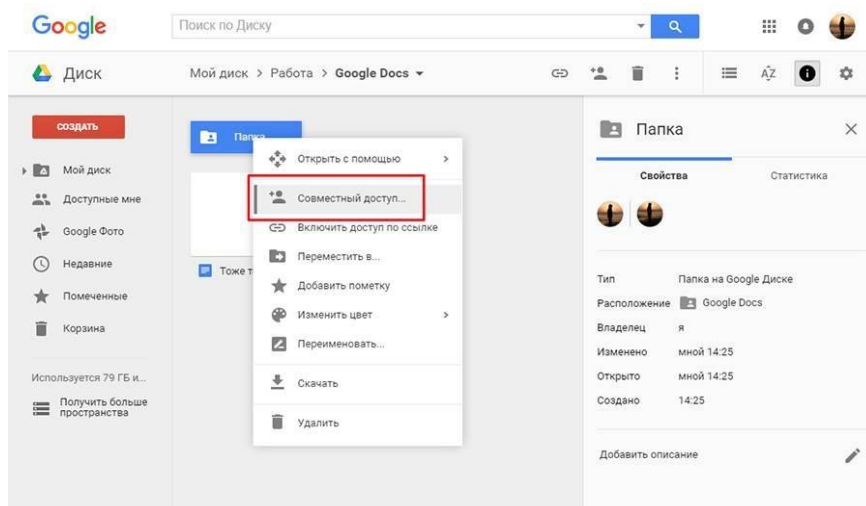 Google
Поиск по Диску
Диск
Мой диск > Работа > Google Docs
СОЗДАТЬ
Мой диск
Доступные мне
Google Фото
Недавние
Помеченные
Корзина
Используется 79 ГБ и...
Получить больше
пространства
Папка
Тоже
Открыть с помощью
Совместный доступ...
Включить доступ по ссылке
Переместить в...
Добавить пометку
Изменить цвет
Переименовать...
Скачать
Удалить
Папка
Свойства
Статистика
Тип Папка на Google Диске
Расположение Google Docs
Владелец я
Изменено мной 14:25
Открыто мной 14:25
Создано 14:25
Добавить описание